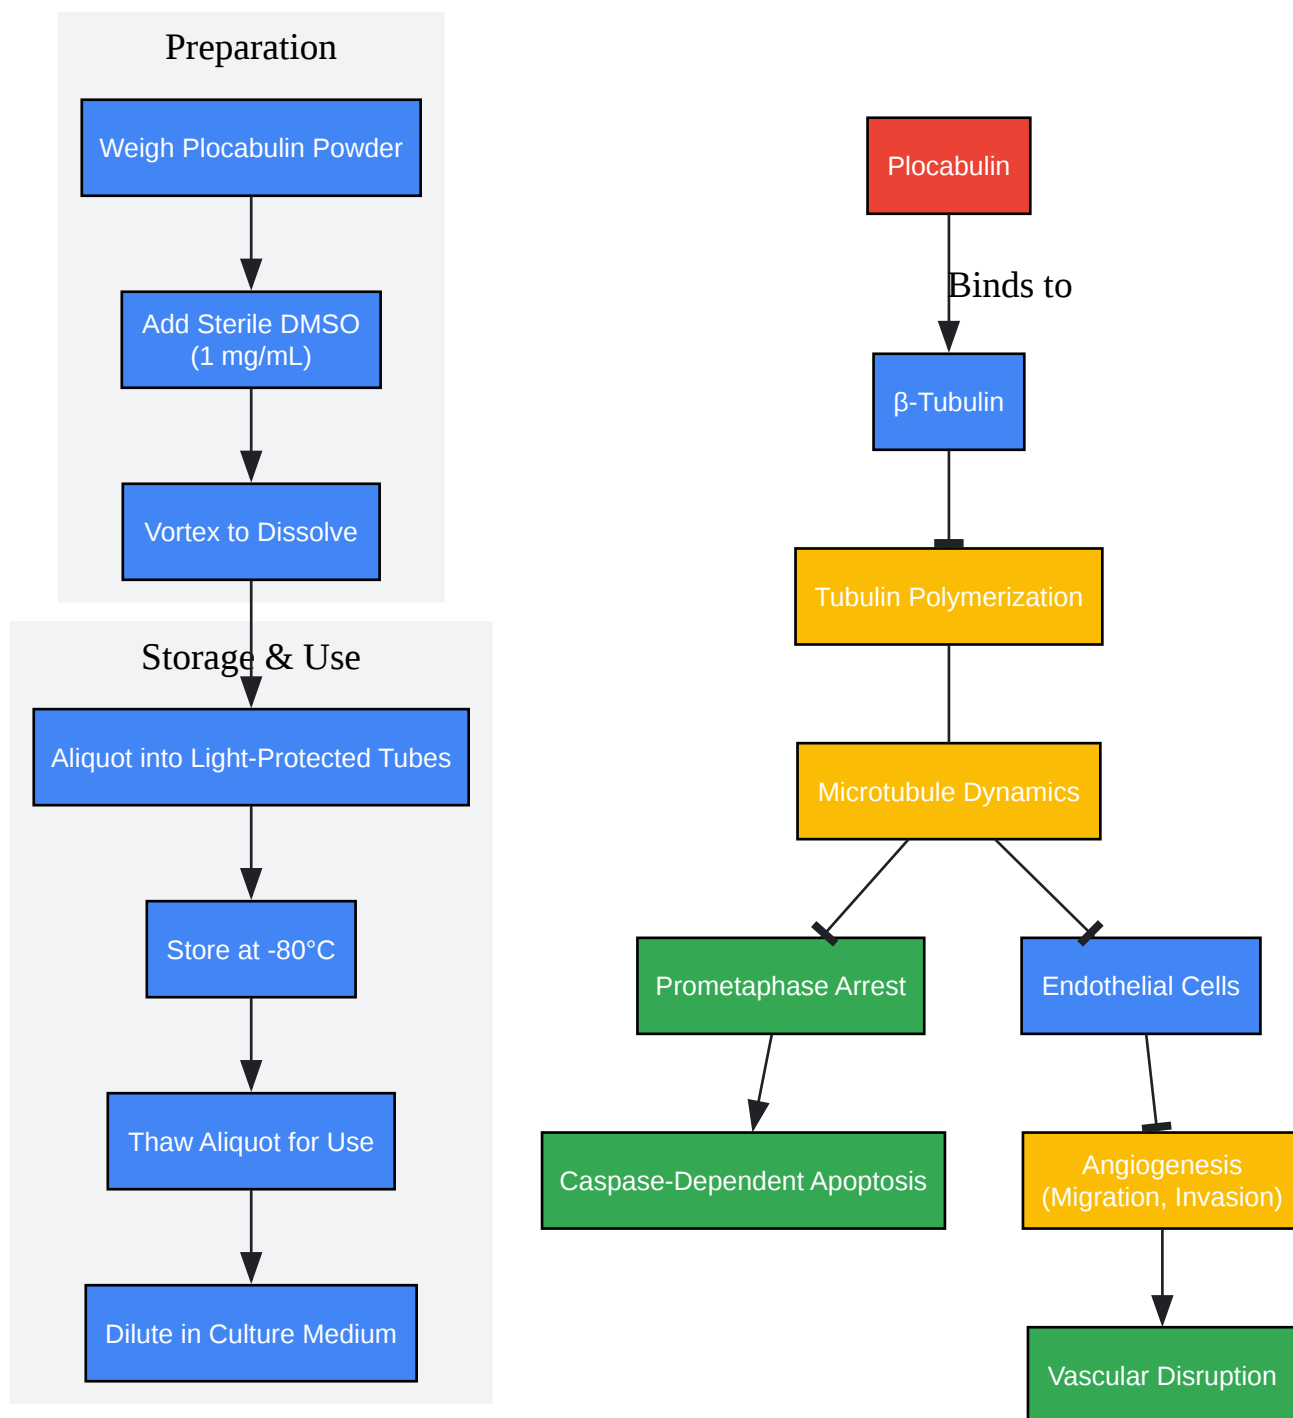 Preparation
Weigh Plocabulin Powder
Add Sterile DMSO
(1 mg/mL)
Vortex to Dissolve
Storage & Use
Aliquot into Light-Protected Tubes
Store at -80°C
Thaw Aliquot for Use
Dilute in Culture Medium
Plocabulin
Binds to
β-Tubulin
Tubulin Polymerization
Microtubule Dynamics
Prometaphase Arrest
Endothelial Cells
Caspase-Dependent Apoptosis
Angiogenesis
(Migration, Invasion)
Vascular Disruption